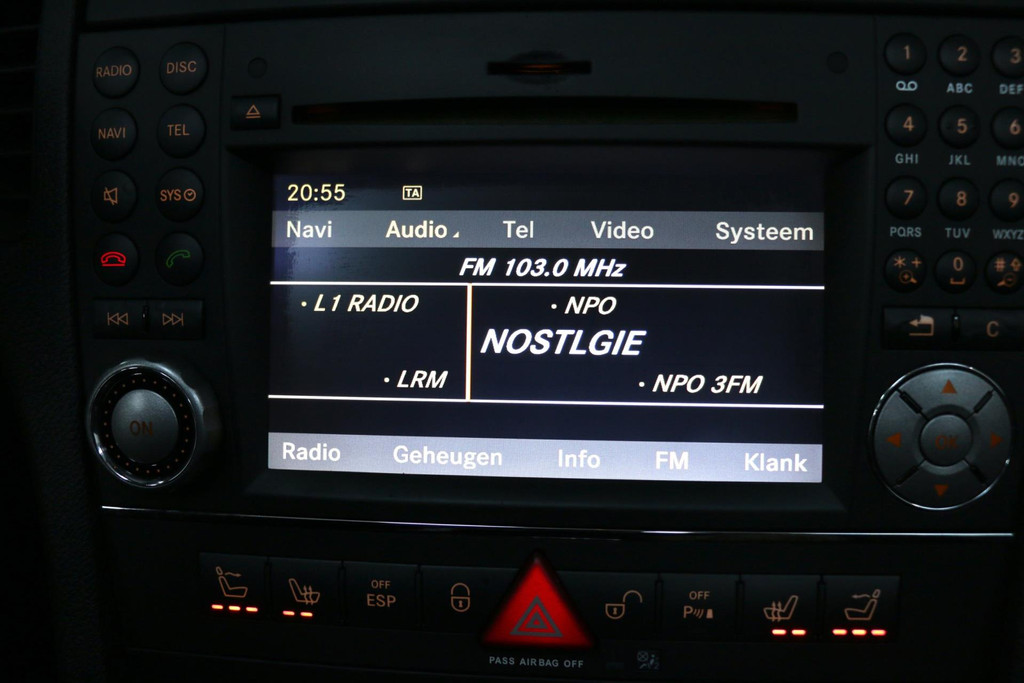 RADIO DISC
NAVI TEL
SYS
ON
20:55 TA
Navi Audio Tel Video Systeem
FM 103.0 MHz
• L1 RADIO • NPO
NOSTLGIE
• LRM • NPO 3FM
Radio Geheugen Info FM Klank
1 2 3
ABC DEF
4 5 6
GHI JKL MNO
7 8 9
PQRS TUV WXYZ
* + 0 #
C
OK
OFF
ESP
OFF
P
PASS AIRBAG OFF